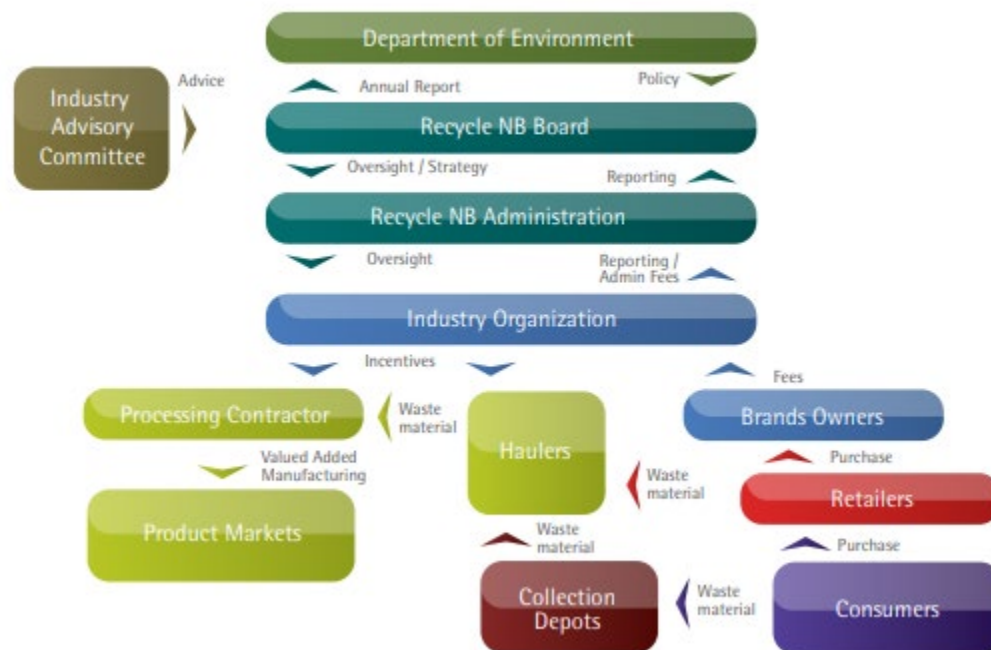 Department of Environment
Advice
Industry
Advisory
Committee
Annual Report
Policy
Recycle NB Board
Oversight / Strategy
Reporting
Recycle NB Administration
Oversight
Reporting /
Admin Fees
Industry Organization
Incentives
Fees
Processing Contractor
Waste
material
Haulers
Brands Owners
Valued Added
Manufacturing
Waste
material
Purchase
Retailers
Product Markets
Waste
material
Purchase
Collection
Depots
Waste
material
Consumers